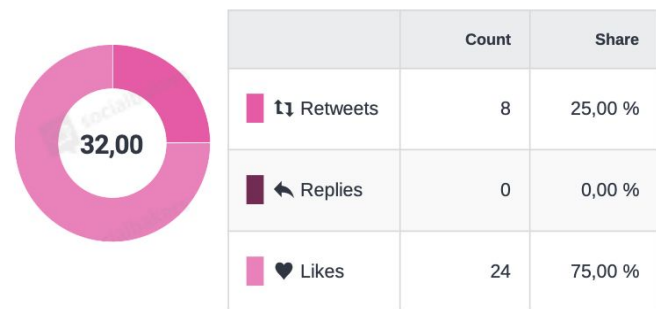 32,00
Count Share
Retweets 8 25,00 %
Replies 0 0,00 %
Likes 24 75,00 %